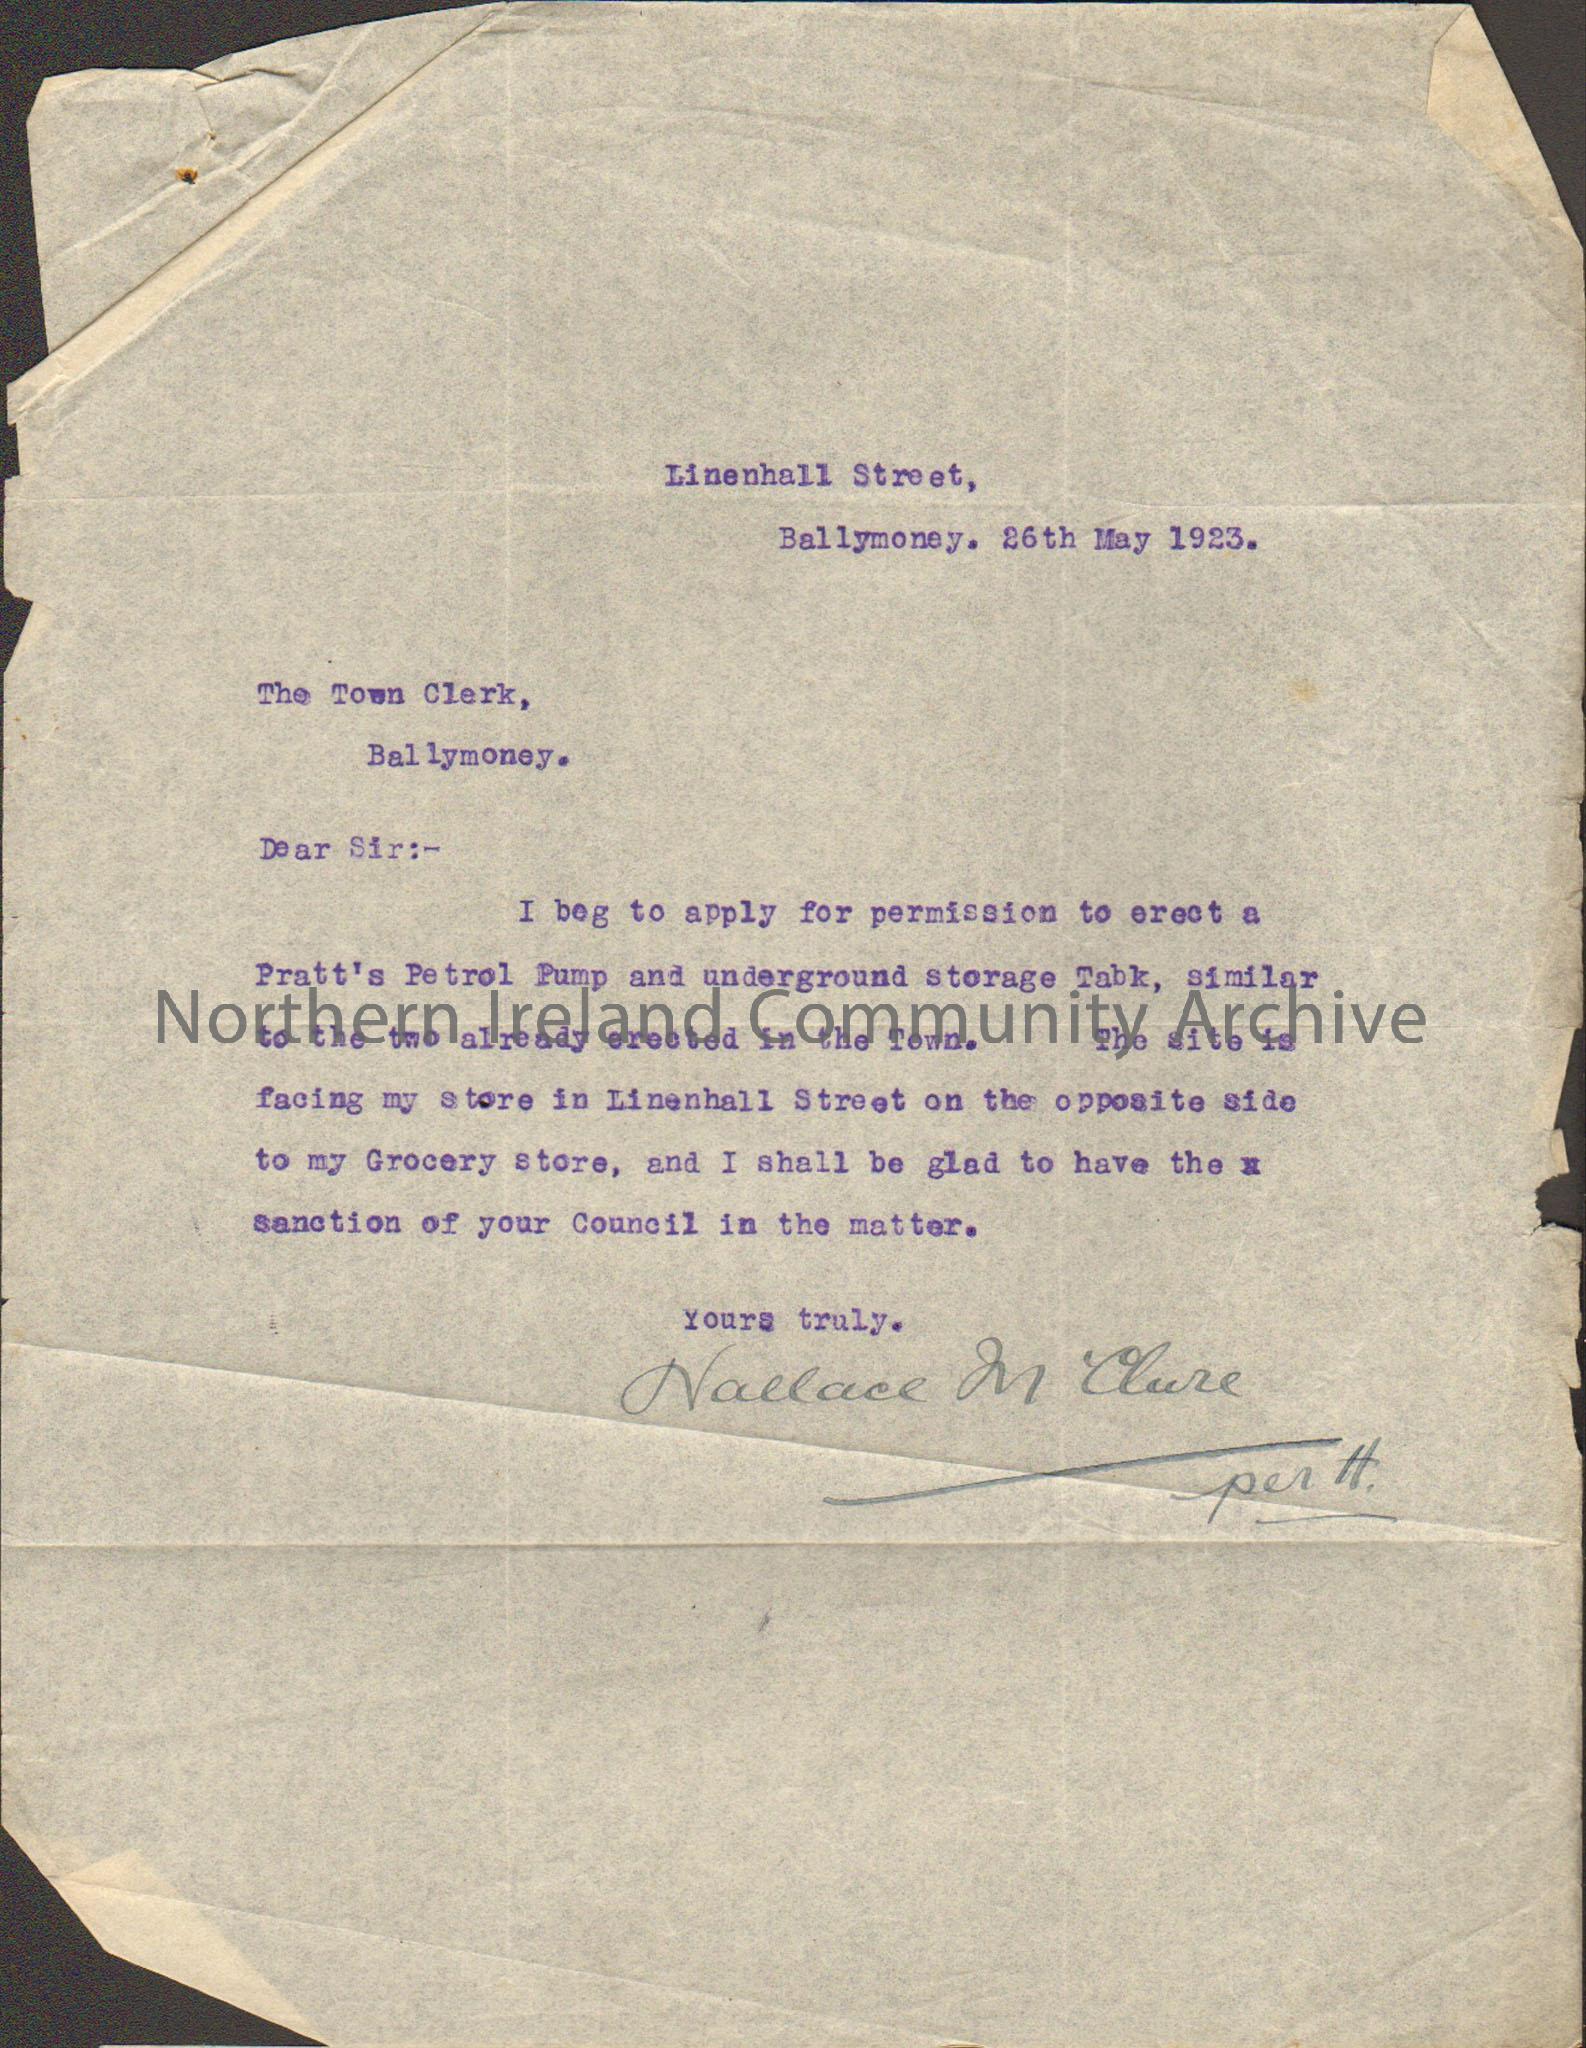 Linenhall Street,
Ballymoney. 26th May 1923.
The Town Clerk,
Ballymoney.
Dear Sir:-
I beg to apply for permission to erect a
Pratt's Petrol Pump and underground storage Tabk, similar
Northern Ireland Community Archive
to the two already erected in the Town. The site is
facing my store in Linenhall Street on the opposite side
to my Grocery store, and I shall be glad to have the x
sanction of your Council in the matter.
Yours truly.
Wallace McClure
per H.